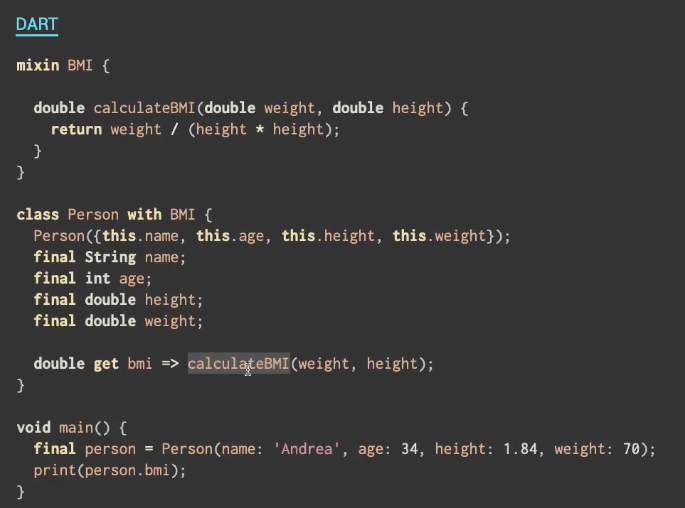 DART
mixin BMI {
  double calculateBMI(double weight, double height) {
    return weight / (height * height);
  }
}
class Person with BMI {
  Person({this.name, this.age, this.height, this.weight});
  final String name;
  final int age;
  final double height;
  final double weight;
  double get bmi => calculateBMI(weight, height);
}
void main() {
  final person = Person(name: 'Andrea', age: 34, height: 1.84, weight: 70);
  print(person.bmi);
}